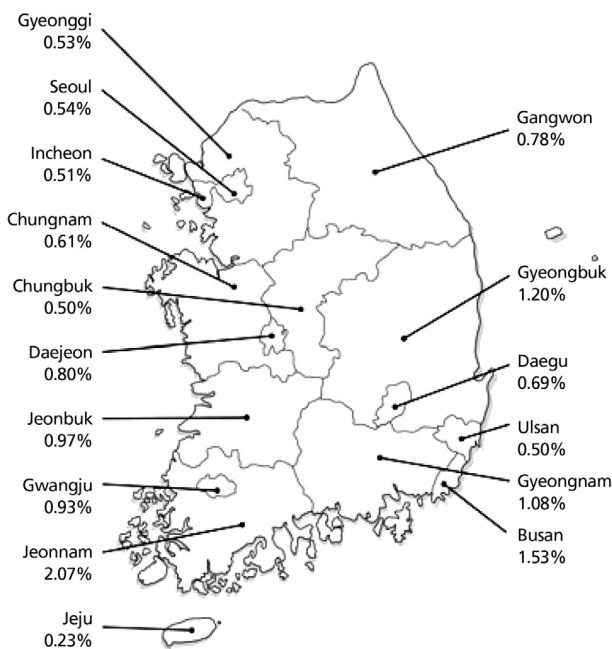 Gyeonggi
0.53%
Seoul
0.54%
Incheon
0.51%
Chungnam
0.61%
Chungbuk
0.50%
Daejeon
0.80%
Jeonbuk
0.97%
Gwangju
0.93%
Jeonnam
2.07%
Jeju
0.23%
Gangwon
0.78%
Gyeongbuk
1.20%
Daegu
0.69%
Ulsan
0.50%
Gyeongnam
1.08%
Busan
1.53%